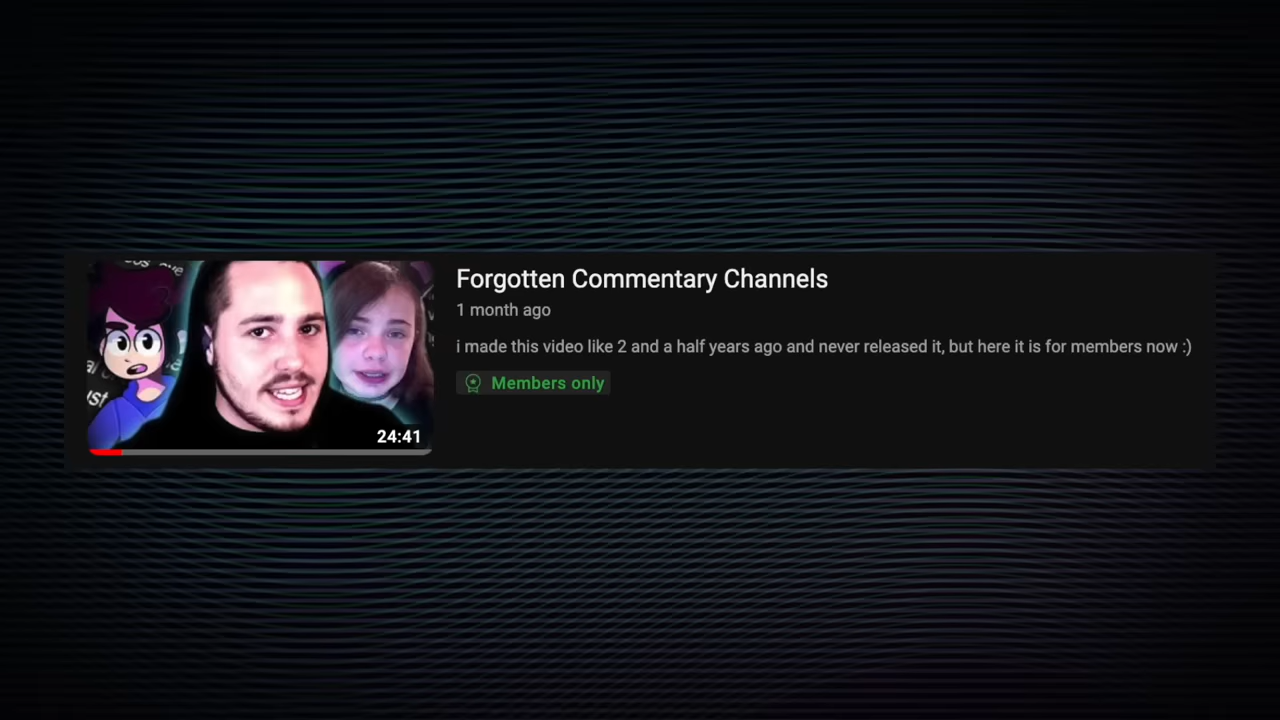 Forgotten Commentary Channels
1 month ago
i made this video like 2 and a half years ago and never released it, but here it is for members now :)
Members only
24:41